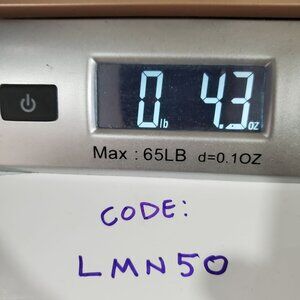 0 lb 4.3 oz
Max : 65LB d=0.1OZ
CODE:
LMN50